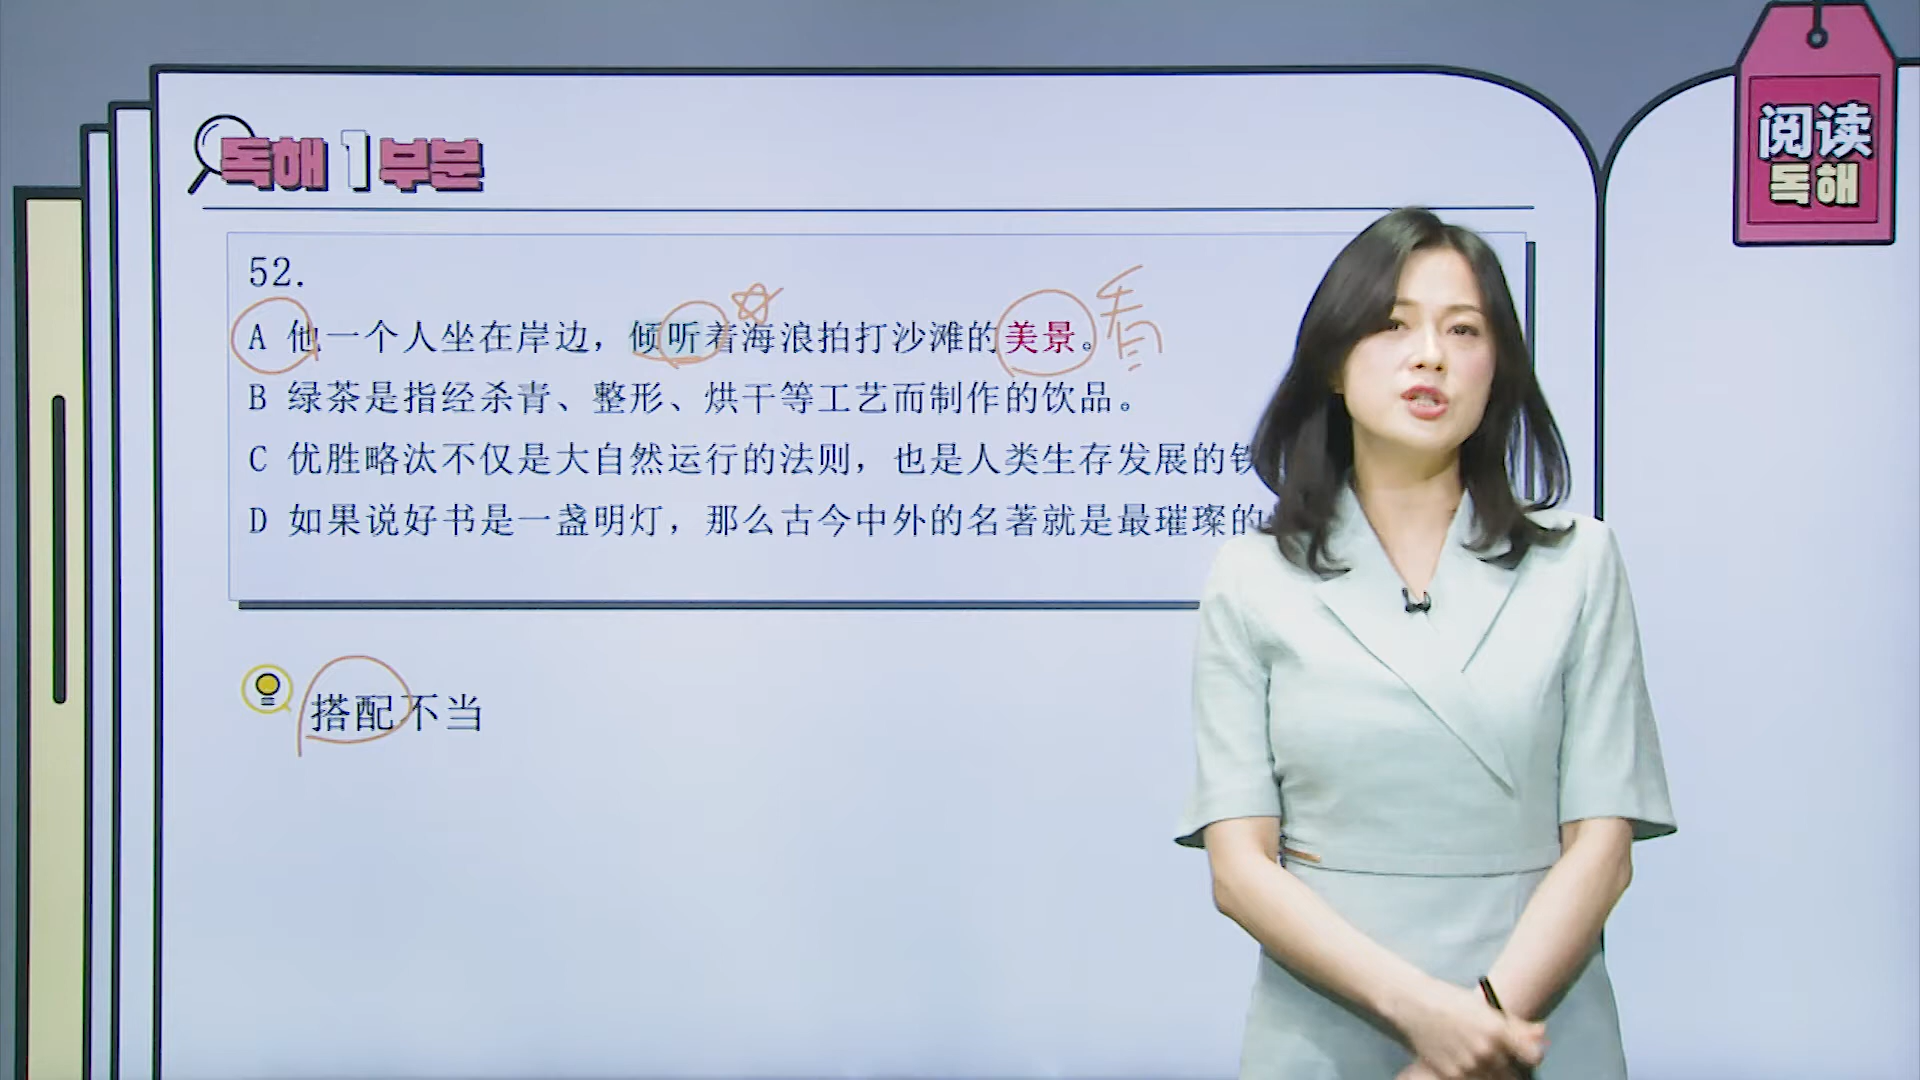 阅读
독해
독해 1 부분
52.
A 他一个人坐在岸边，倾听着海浪拍打沙滩的美景。
看
B 绿茶是指经杀青、整形、烘干等工艺而制作的饮品。
C 优胜略汰不仅是大自然运行的法则，也是人类生存发展的铁
D 如果说好书是一盏明灯，那么古今中外的名著就是最璀璨的
搭配不当